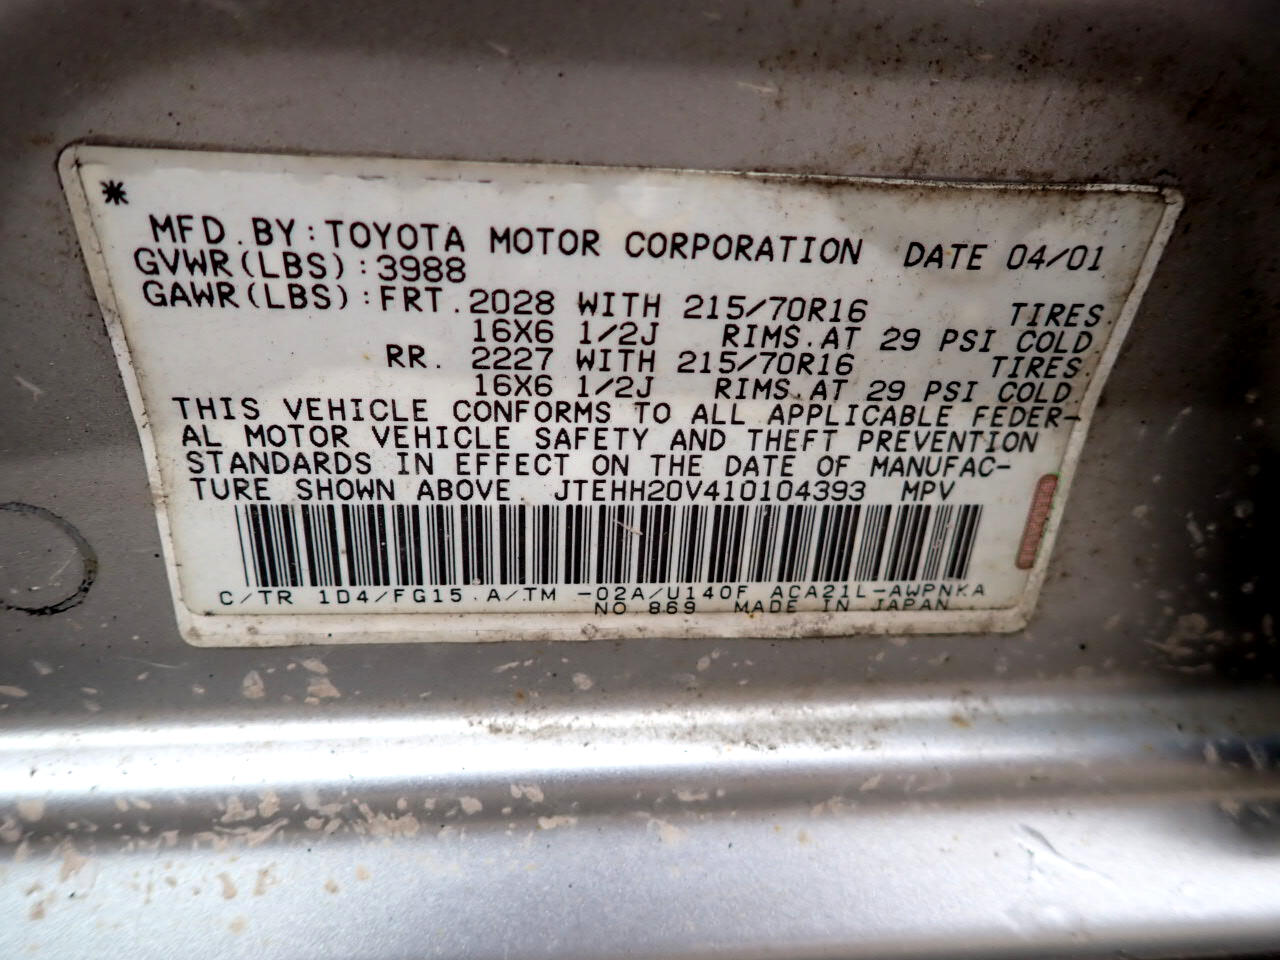 *
MFD.BY:TOYOTA MOTOR CORPORATION DATE 04/01
GVWR(LBS):3988
GAWR(LBS):FRT.2028 WITH 215/70R16 TIRES.
16X6 1/2J RIMS.AT 29 PSI COLD
RR. 2227 WITH 215/70R16 TIRES.
16X6 1/2J RIMS.AT 29 PSI COLD.
THIS VEHICLE CONFORMS TO ALL APPLICABLE FEDER-
AL MOTOR VEHICLE SAFETY AND THEFT PREVENTION
STANDARDS IN EFFECT ON THE DATE OF MANUFAC-
TURE SHOWN ABOVE. JTEHH20V410104393 MPV
C/TR 1D4/FG15 A/TM -02A/U140F ACA21L-AWPNKA
NO.869 MADE IN JAPAN